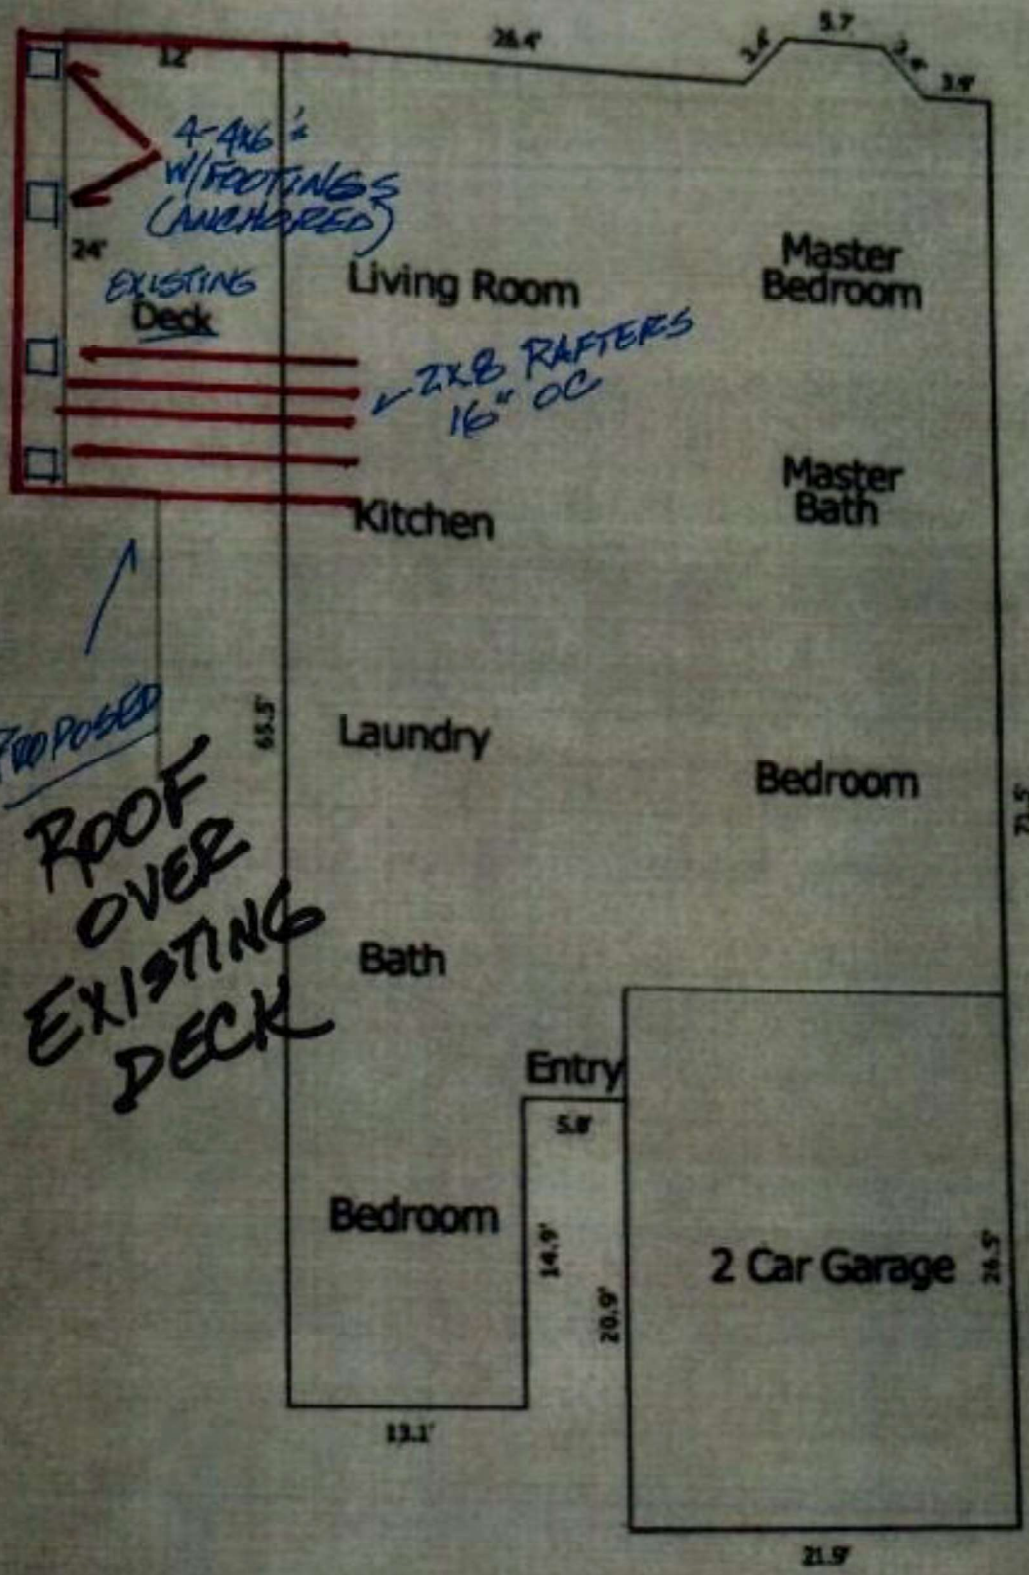 26.4'
5.7'
3.9'
12'
4-4x6's
W/FOOTINGS
(ANCHORED)
24'
EXISTING
Deck
Living Room
Master
Bedroom
2x8 RAFTERS
16" OC
Master
Bath
Kitchen
PROPOSED
ROOF
OVER
EXISTING
DECK
65.5'
Laundry
Bedroom
Bath
Entry
5.8'
Bedroom
14.9'
20.9'
2 Car Garage
26.5'
13.1'
21.9'